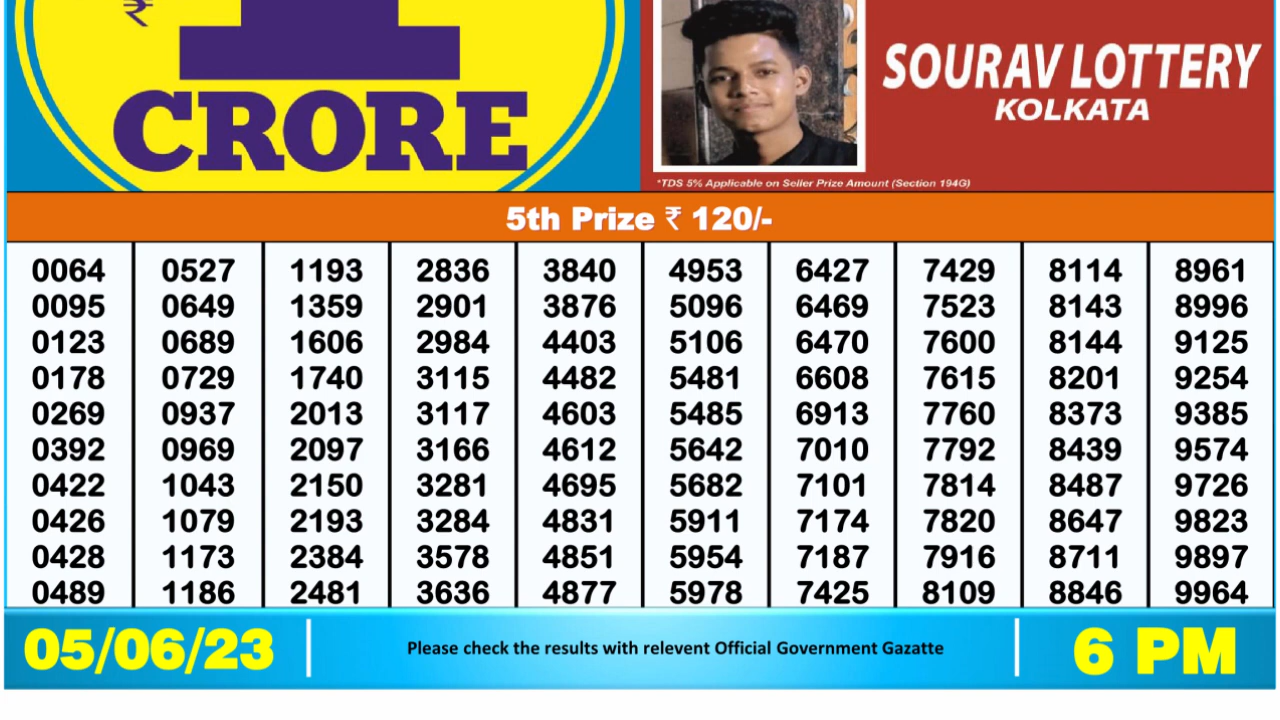 ₹ 1
CRORE
SOURAV LOTTERY
KOLKATA
*TDS 5% Applicable on Seller Prize Amount (Section 194G)
5th Prize ₹ 120/-
0064 0527 1193 2836 3840 4953 6427 7429 8114 8961
0095 0649 1359 2901 3876 5096 6469 7523 8143 8996
0123 0689 1606 2984 4403 5106 6470 7600 8144 9125
0178 0729 1740 3115 4482 5481 6608 7615 8201 9254
0269 0937 2013 3117 4603 5485 6913 7760 8373 9385
0392 0969 2097 3166 4612 5642 7010 7792 8439 9574
0422 1043 2150 3281 4695 5682 7101 7814 8487 9726
0426 1079 2193 3284 4831 5911 7174 7820 8647 9823
0428 1173 2384 3578 4851 5954 7187 7916 8711 9897
0489 1186 2481 3636 4877 5978 7425 8109 8846 9964
05/06/23 Please check the results with relevent Official Government Gazatte 6 PM